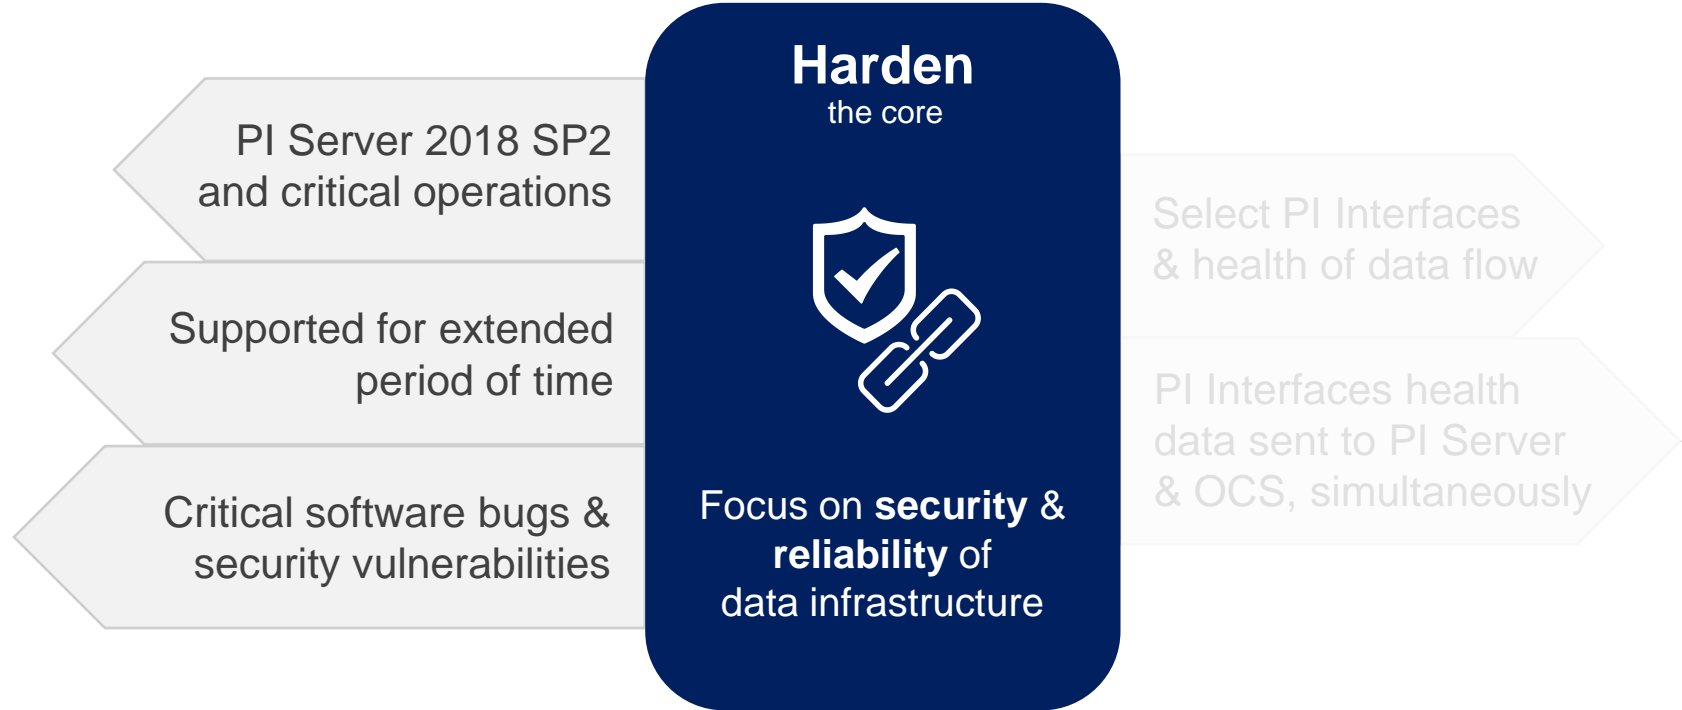 Harden
the core
PI Server 2018 SP2
and critical operations
Supported for extended
period of time
Critical software bugs &
security vulnerabilities
Focus on security &
reliability of
data infrastructure
Select PI Interfaces
& health of data flow
PI Interfaces health
data sent to PI Server
& OCS, simultaneously